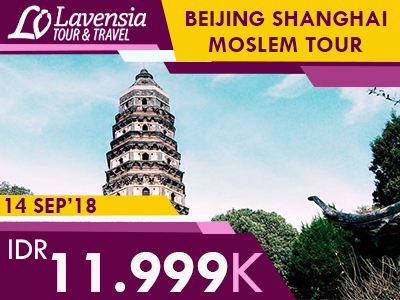 Lavensia
TOUR & TRAVEL
BEIJING SHANGHAI
MOSLEM TOUR
14 SEP'18
IDR 11.999K